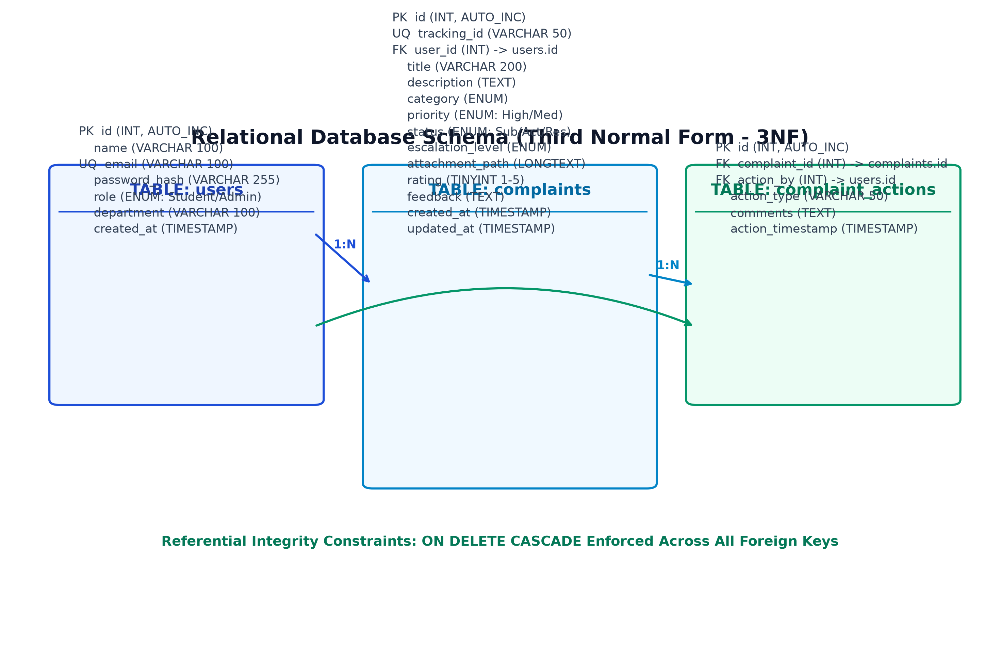 Relational Database Schema (Third Normal Form - 3NF)
TABLE: users
PK  id (INT, AUTO_INC)
name (VARCHAR 100)
UQ  email (VARCHAR 100)
password_hash (VARCHAR 255)
role (ENUM: Student/Admin)
department (VARCHAR 100)
created_at (TIMESTAMP)
1:N
TABLE: complaints
PK  id (INT, AUTO_INC)
UQ  tracking_id (VARCHAR 50)
FK  user_id (INT) -> users.id
title (VARCHAR 200)
description (TEXT)
category (ENUM)
priority (ENUM: High/Med)
status (ENUM: Sub/Act/Res)
escalation_level (ENUM)
attachment_path (LONGTEXT)
rating (TINYINT 1-5)
feedback (TEXT)
created_at (TIMESTAMP)
updated_at (TIMESTAMP)
1:N
TABLE: complaint_actions
PK  id (INT, AUTO_INC)
FK  complaint_id (INT) -> complaints.id
FK  action_by (INT) -> users.id
action_type (VARCHAR 50)
comments (TEXT)
action_timestamp (TIMESTAMP)
Referential Integrity Constraints: ON DELETE CASCADE Enforced Across All Foreign Keys